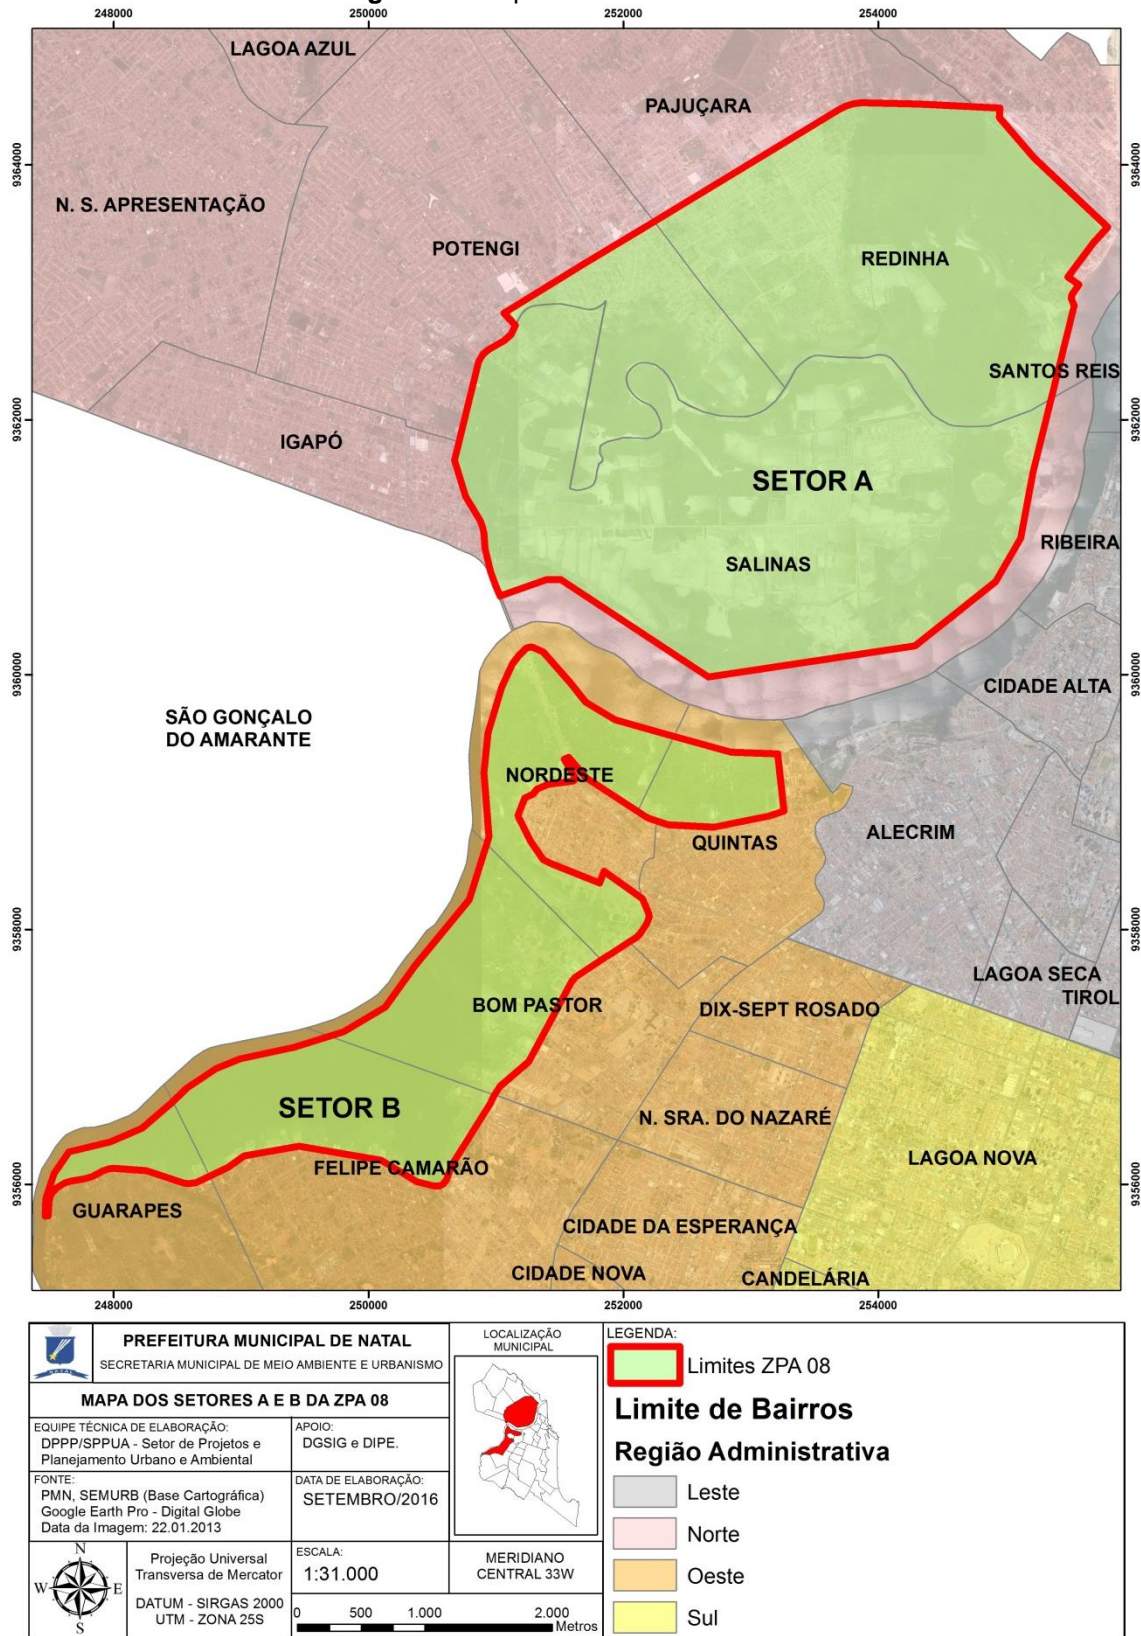 248000
250000
252000
254000
LAGOA AZUL
PAJUÇARA
9364000
9364000
N. S. APRESENTAÇÃO
POTENGI
REDINHA
SANTOS REIS
9362000
9362000
IGAPÓ
SETOR A
RIBEIRA
SALINAS
9360000
9360000
CIDADE ALTA
SÃO GONÇALO
DO AMARANTE
NORDESTE
ALECRIM
QUINTAS
9358000
9358000
LAGOA SECA
TIROL
BOM PASTOR
DIX-SEPT ROSADO
SETOR B
N. SRA. DO NAZARÉ
LAGOA NOVA
FELIPE CAMARÃO
9356000
9356000
GUARAPES
CIDADE DA ESPERANÇA
CIDADE NOVA
CANDELÁRIA
248000
250000
252000
254000
NATAL
PREFEITURA MUNICIPAL DE NATAL
SECRETARIA MUNICIPAL DE MEIO AMBIENTE E URBANISMO
MAPA DOS SETORES A E B DA ZPA 08
EQUIPE TÉCNICA DE ELABORAÇÃO:
DPPP/SPPUA - Setor de Projetos e
Planejamento Urbano e Ambiental
APOIO:
DGSIG e DIPE.
FONTE:
PMN, SEMURB (Base Cartográfica)
Google Earth Pro - Digital Globe
Data da Imagem: 22.01.2013
DATA DE ELABORAÇÃO:
SETEMBRO/2016
N
W E
S
Projeção Universal
Transversa de Mercator
DATUM - SIRGAS 2000
UTM - ZONA 25S
ESCALA:
1:31.000
0 500 1.000 2.000
Metros
LOCALIZAÇÃO
MUNICIPAL
MERIDIANO
CENTRAL 33W
LEGENDA:
Limites ZPA 08
Limite de Bairros
Região Administrativa
Leste
Norte
Oeste
Sul